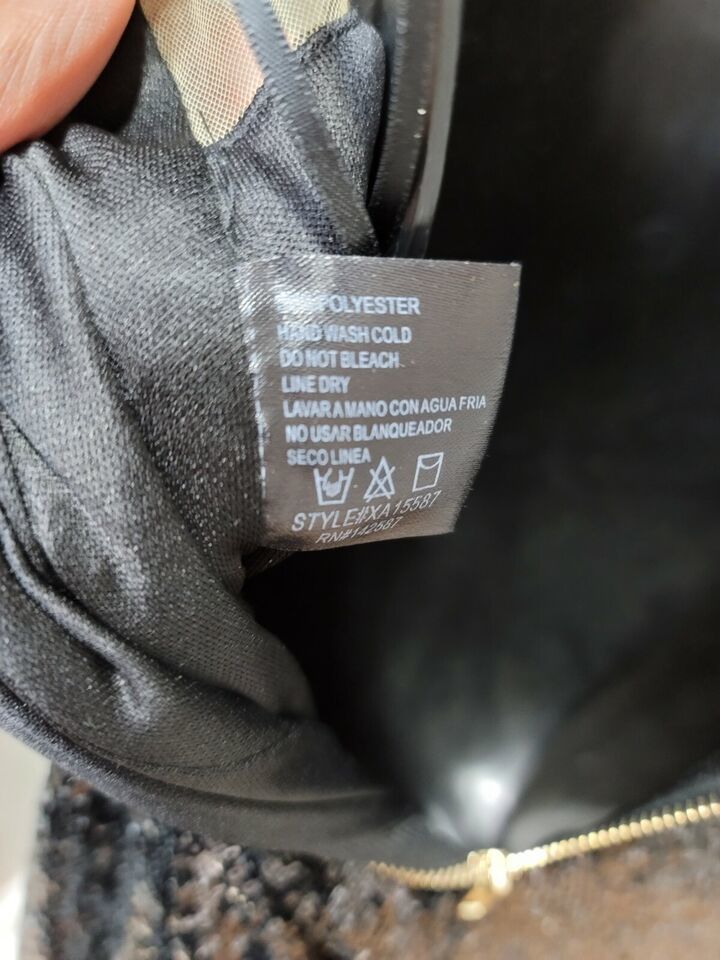 POLYESTER
HAND WASH COLD
DO NOT BLEACH
LINE DRY
LAVAR A MANO CON AGUA FRIA
NO USAR BLANQUEADOR
SECO LINEA
STYLE#XA15587
RN#142587